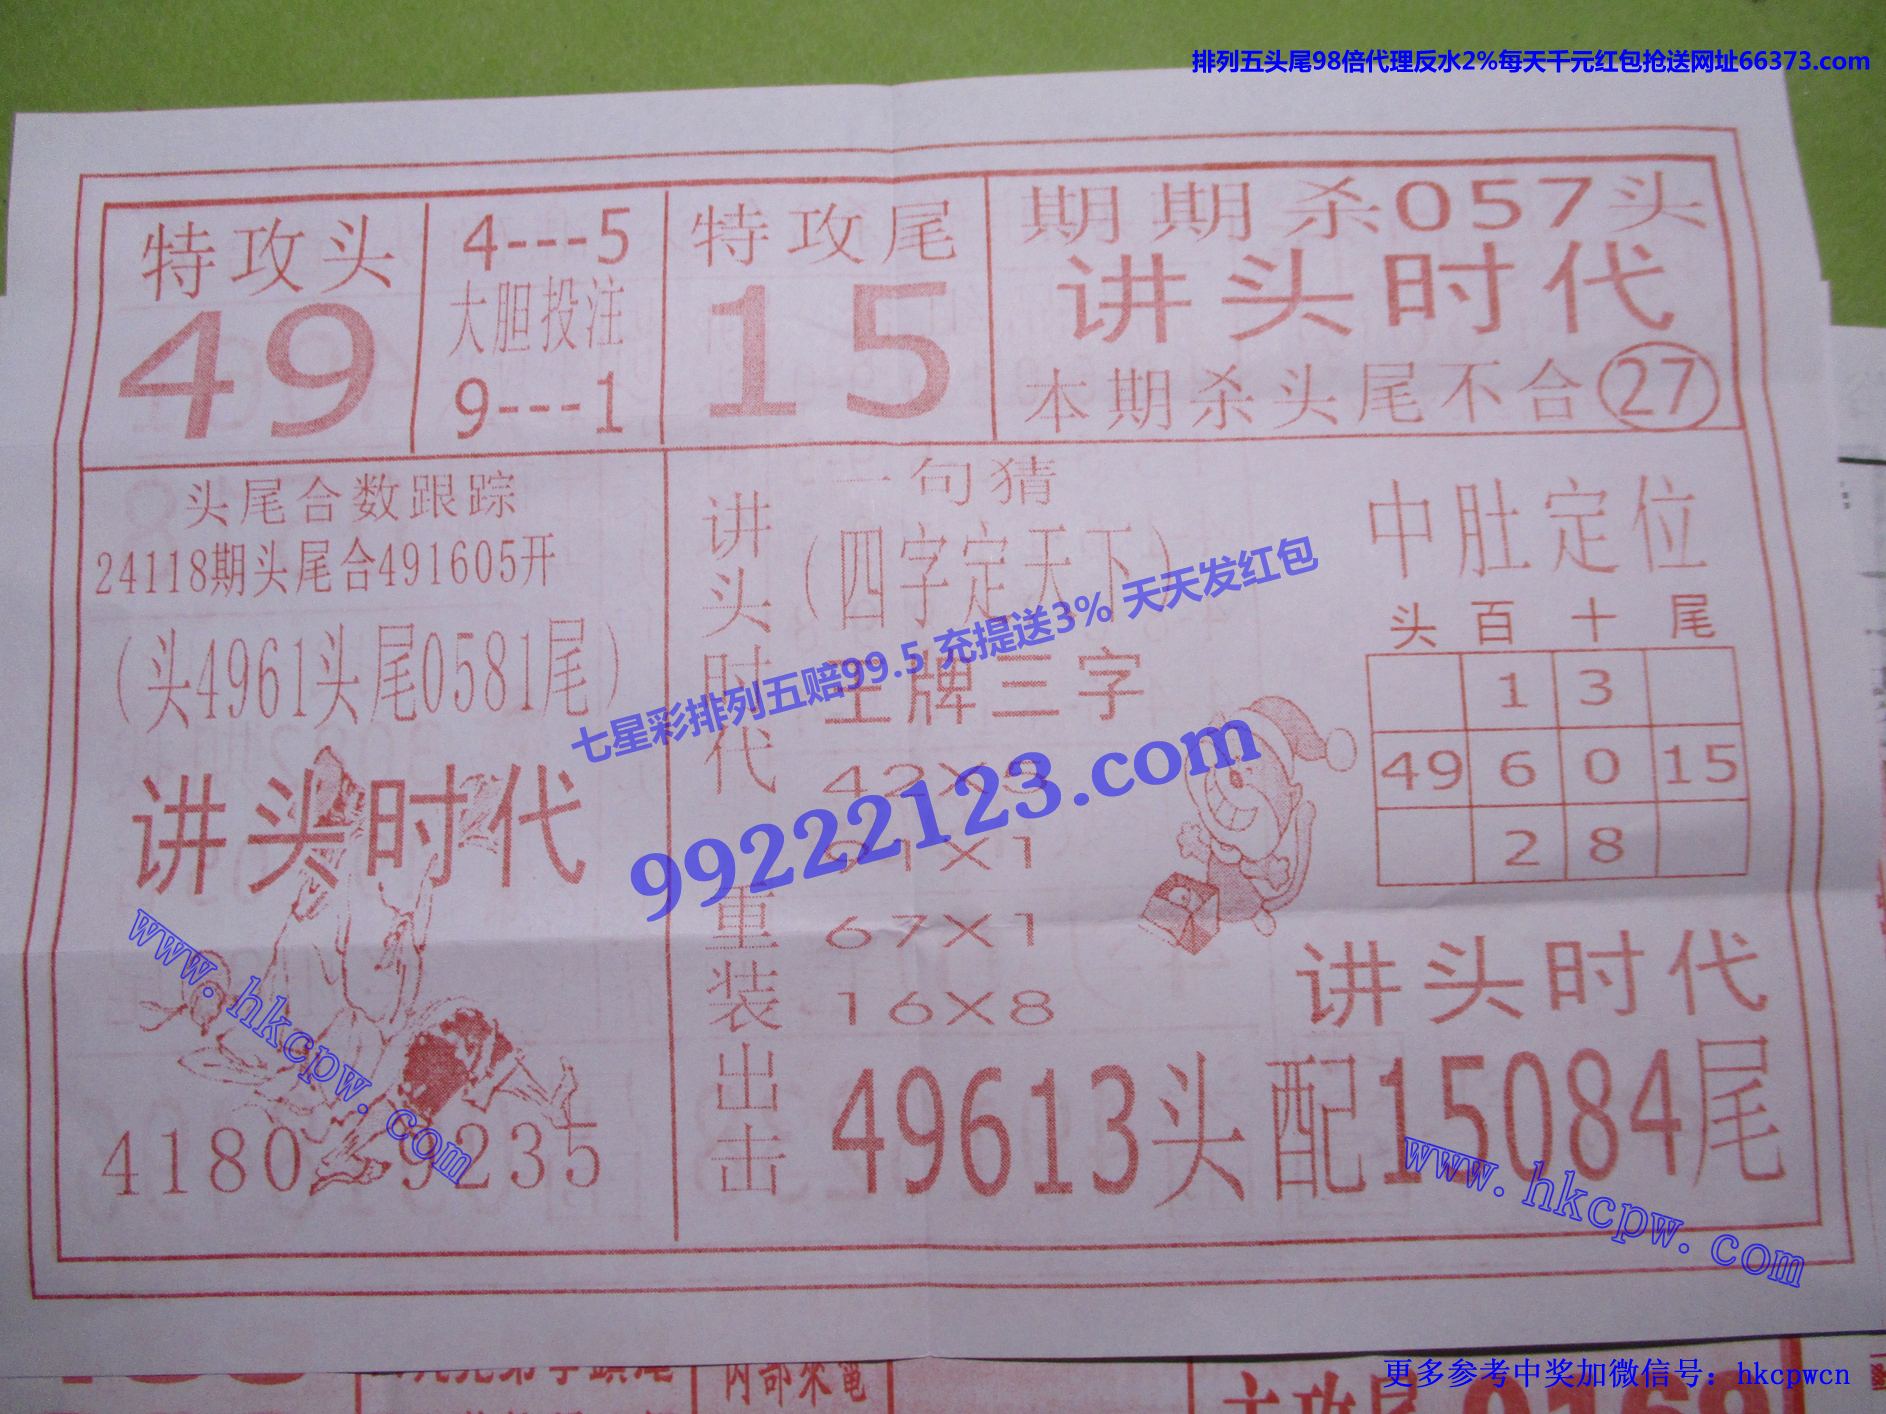 排列五头尾98倍代理反水2%每天千元红包抢送网址66373.com
特攻头
49
4---5
大胆投注
9---1
特攻尾
15
期期杀057头
讲头时代
本期杀头尾不合27
头尾合数跟踪
24118期头尾合491605开
(头4961头尾0581尾)
讲头时代
4180
9235
讲头时代
重装出击
一句猜
(四字定天下)
王牌三字
42X8
91X1
67X1
16X8
中肚定位
头 百 十 尾
1 3
49 6 0 15
2 8
讲头时代
49613头配15084尾
七星彩排列五赔99.5 充提送3% 天天发红包
99222123.com
www.hkcpw.com
www.hkcpw.com
内部
更多参考中奖加微信号：hkcpwcn